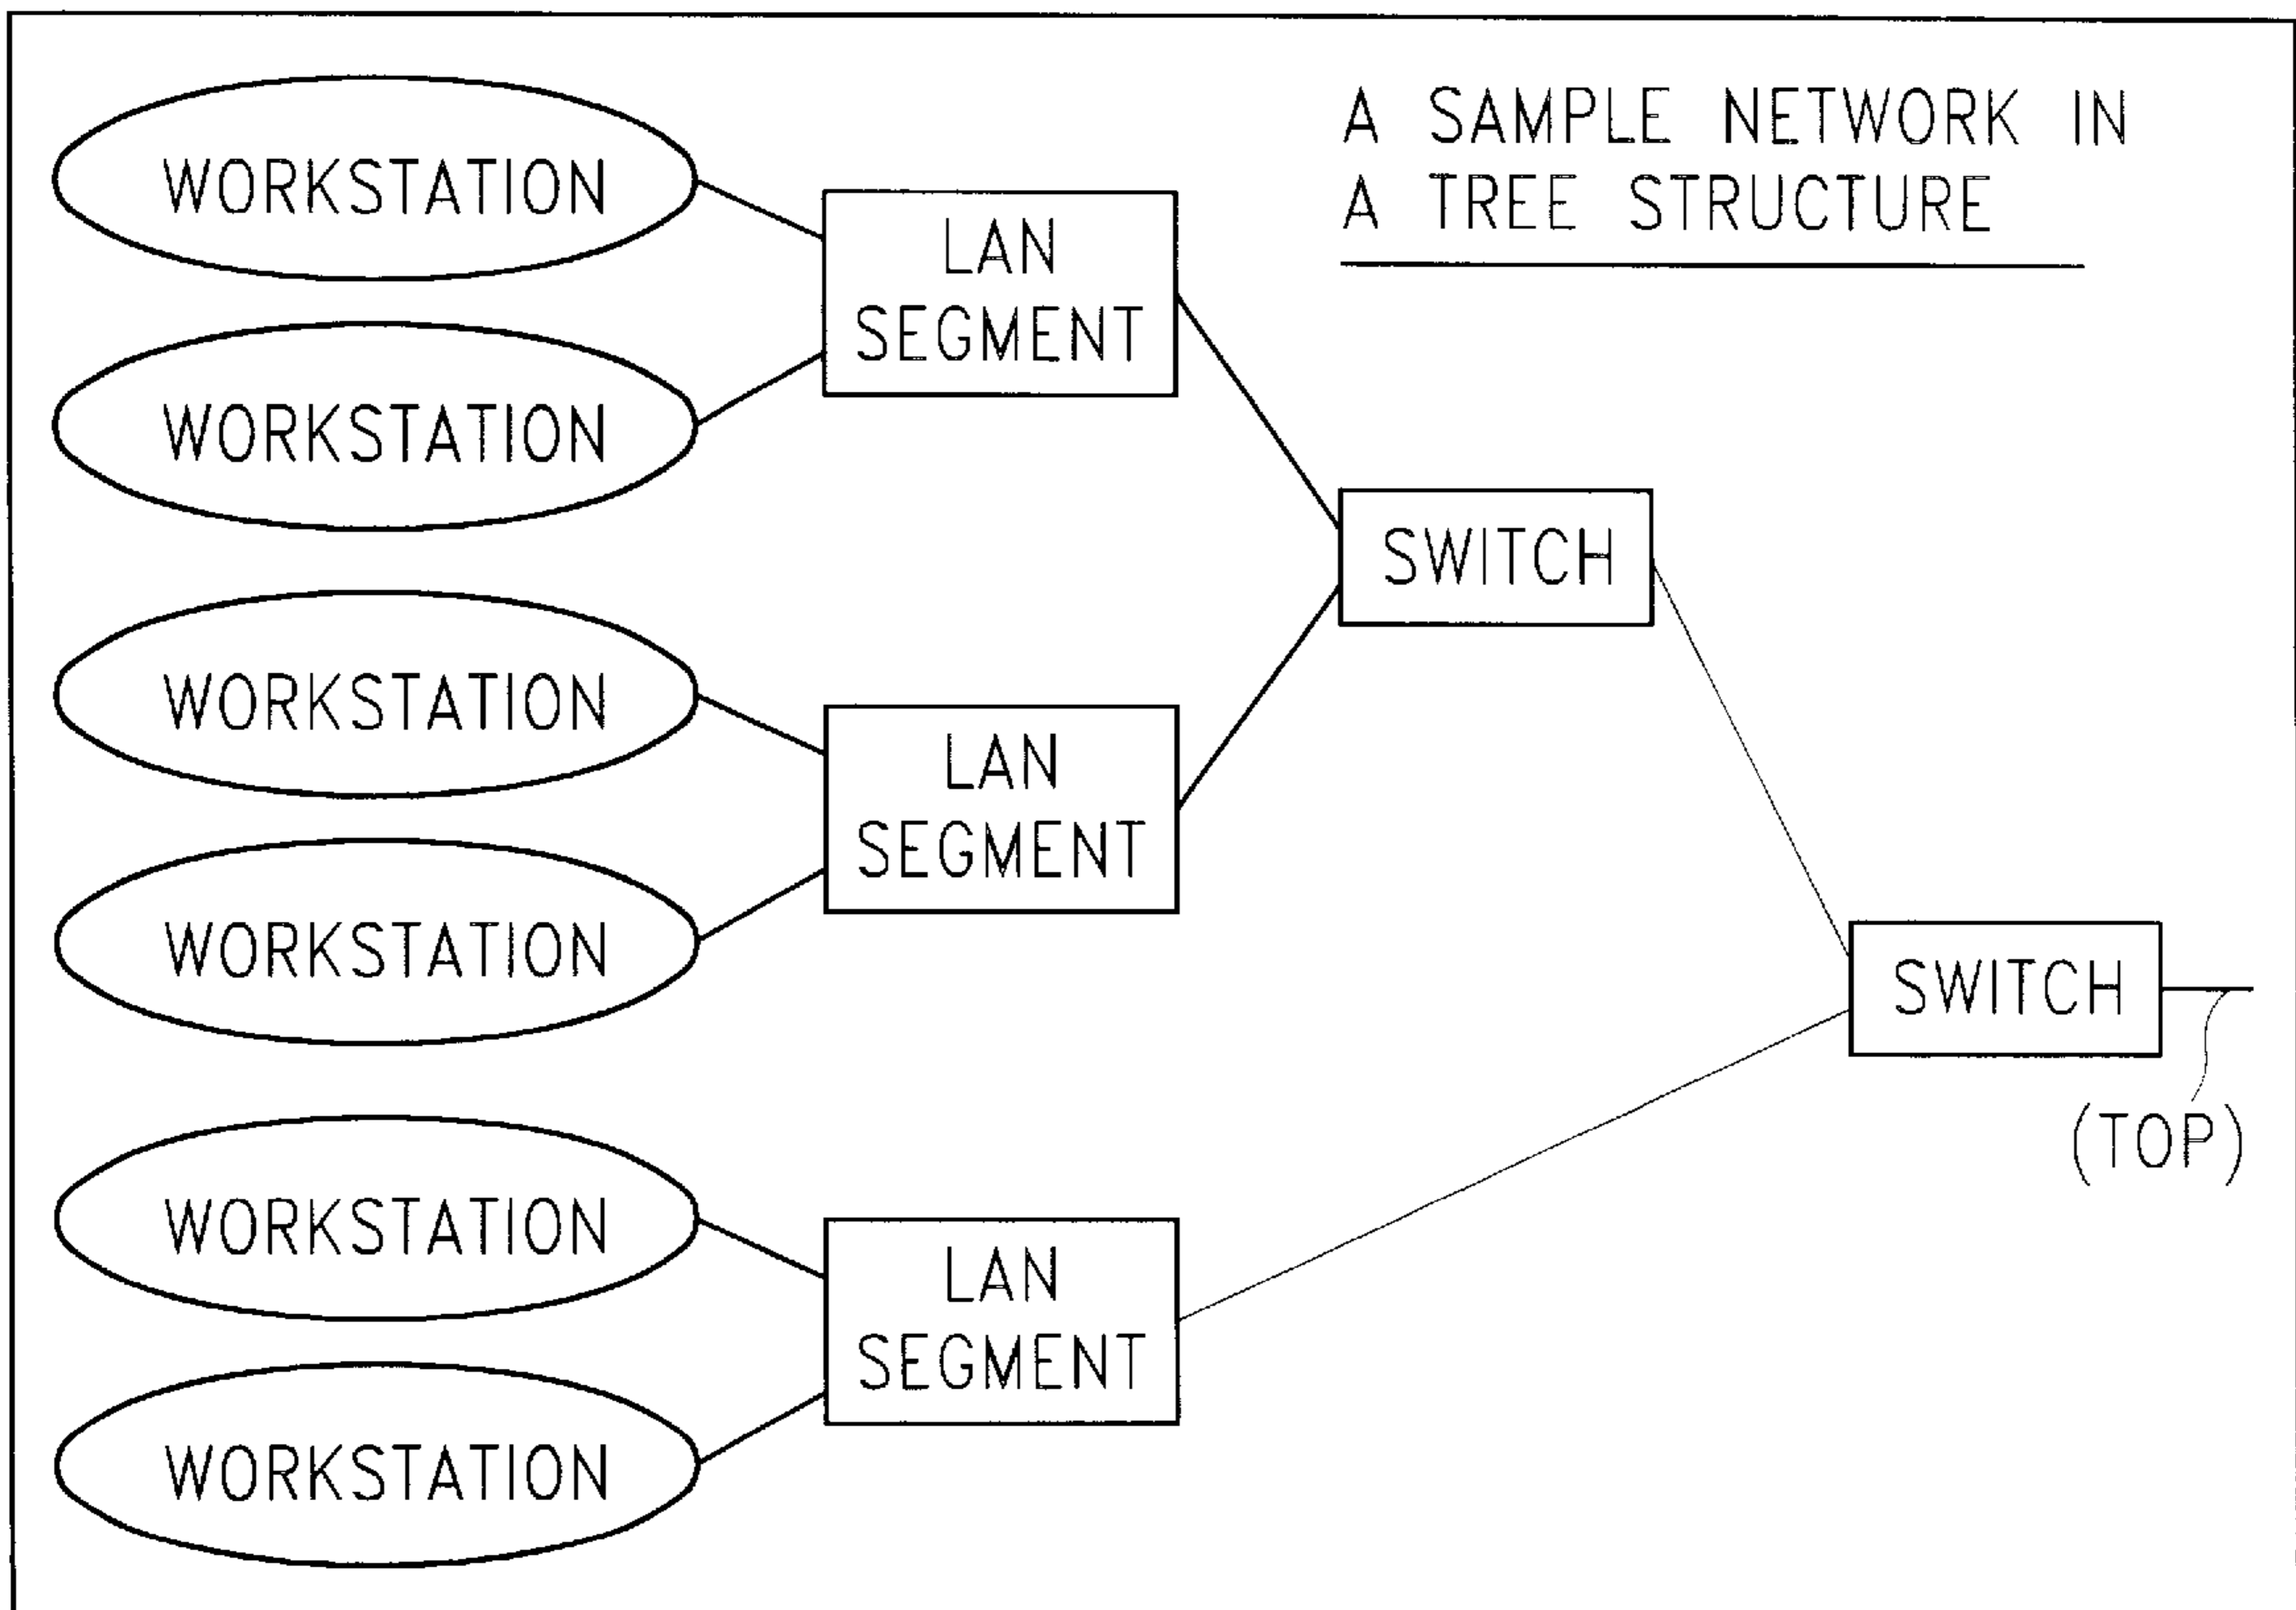 A SAMPLE NETWORK IN
A TREE STRUCTURE
WORKSTATION
WORKSTATION
LAN
SEGMENT
SWITCH
WORKSTATION
WORKSTATION
LAN
SEGMENT
SWITCH
(TOP)
WORKSTATION
WORKSTATION
LAN
SEGMENT